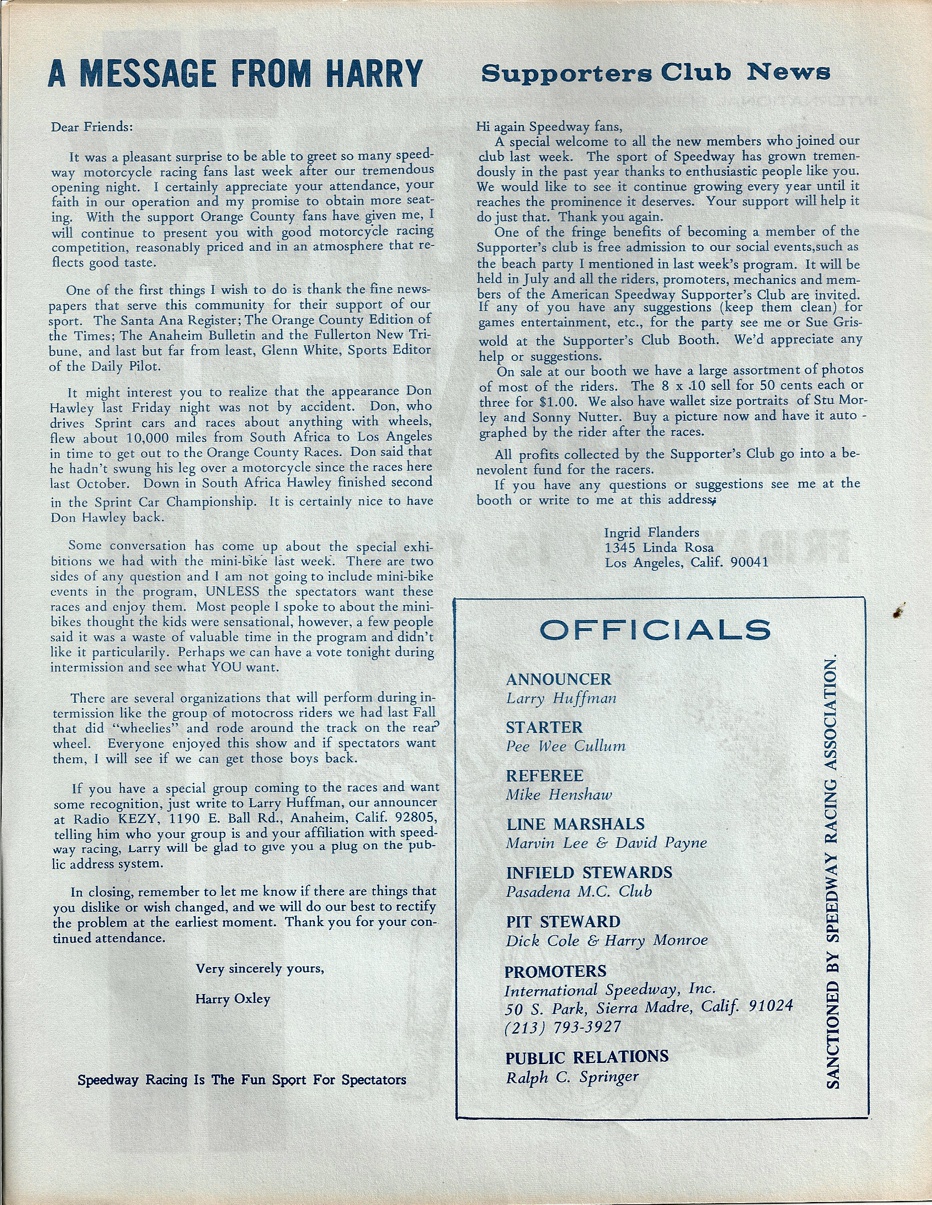 A MESSAGE FROM HARRY
Dear Friends:
It was a pleasant surprise to be able to greet so many speed-
way motorcycle racing fans last week after our tremendous
opening night. I certainly appreciate your attendance, your
faith in our operation and my promise to obtain more seat-
ing. With the support Orange County fans have given me, I
will continue to present you with good motorcycle racing
competition, reasonably priced and in an atmosphere that re-
flects good taste.
One of the first things I wish to do is thank the fine news-
papers that serve this community for their support of our
sport. The Santa Ana Register; The Orange County Edition of
the Times; The Anaheim Bulletin and the Fullerton New Tri-
bune, and last but far from least, Glenn White, Sports Editor
of the Daily Pilot.
It might interest you to realize that the appearance Don
Hawley last Friday night was not by accident. Don, who
drives Sprint cars and races about anything with wheels,
flew about 10,000 miles from South Africa to Los Angeles
in time to get out to the Orange County Races. Don said that
he hadn't swung his leg over a motorcycle since the races here
last October. Down in South Africa Hawley finished second
in the Sprint Car Championship. It is certainly nice to have
Don Hawley back.
Some conversation has come up about the special exhi-
bitions we had with the mini-bike last week. There are two
sides of any question and I am not going to include mini-bike
events in the program, UNLESS the spectators want these
races and enjoy them. Most people I spoke to about the mini-
bikes thought the kids were sensational, however, a few people
said it was a waste of valuable time in the program and didn't
like it particularly. Perhaps we can have a vote tonight during
intermission and see what YOU want.
There are several organizations that will perform during in-
termission like the group of motocross riders we had last Fall
that did "wheelies" and rode around the track on the rear
wheel. Everyone enjoyed this show and if spectators want
them, I will see if we can get those boys back.
If you have a special group coming to the races and want
some recognition, just write to Larry Huffman, our announcer
at Radio KEZY, 1190 E. Ball Rd., Anaheim, Calif. 92805,
telling him who your group is and your affiliation with speed-
way racing, Larry will be glad to give you a plug on the pub-
lic address system.
In closing, remember to let me know if there are things that
you dislike or wish changed, and we will do our best to rectify
the problem at the earliest moment. Thank you for your con-
tinued attendance.
Very sincerely yours,
Harry Oxley
Speedway Racing Is The Fun Sport For Spectators
Supporters Club News
Hi again Speedway fans,
A special welcome to all the new members who joined our
club last week. The sport of Speedway has grown tremen-
dously in the past year thanks to enthusiastic people like you.
We would like to see it continue growing every year until it
reaches the prominence it deserves. Your support will help it
do just that. Thank you again.
One of the fringe benefits of becoming a member of the
Supporter's club is free admission to our social events,such as
the beach party I mentioned in last week's program. It will be
held in July and all the riders, promoters, mechanics and mem-
bers of the American Speedway Supporter's Club are invited.
If any of you have any suggestions (keep them clean) for
games entertainment, etc., for the party see me or Sue Gris-
wold at the Supporter's Club Booth. We'd appreciate any
help or suggestions.
On sale at our booth we have a large assortment of photos
of most of the riders. The 8 x 10 sell for 50 cents each or
three for $1.00. We also have wallet size portraits of Stu Mor-
ley and Sonny Nutter. Buy a picture now and have it auto -
graphed by the rider after the races.
All profits collected by the Supporter's Club go into a be-
nevolent fund for the racers.
If you have any questions or suggestions see me at the
booth or write to me at this address;
Ingrid Flanders
1345 Linda Rosa
Los Angeles, Calif. 90041
OFFICIALS
ANNOUNCER
Larry Huffman
STARTER
Pee Wee Cullum
REFEREE
Mike Henshaw
LINE MARSHALS
Marvin Lee & David Payne
INFIELD STEWARDS
Pasadena M.C. Club
PIT STEWARD
Dick Cole & Harry Monroe
PROMOTERS
International Speedway, Inc.
50 S. Park, Sierra Madre, Calif. 91024
(213) 793-3927
PUBLIC RELATIONS
Ralph C. Springer
SANCTIONED BY SPEEDWAY RACING ASSOCIATION.